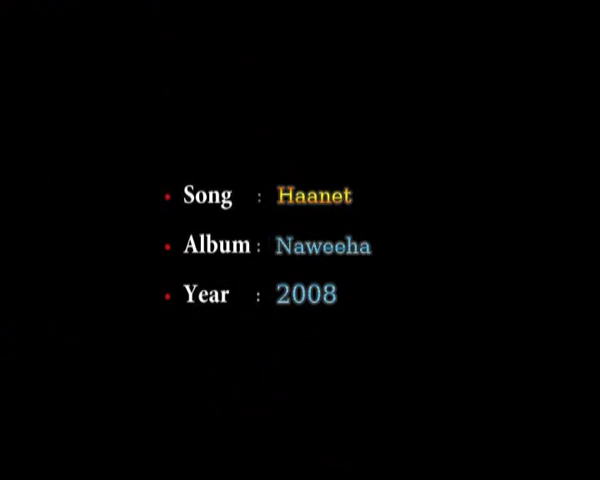 • Song : Haanet
• Album : Naweeha
• Year : 2008